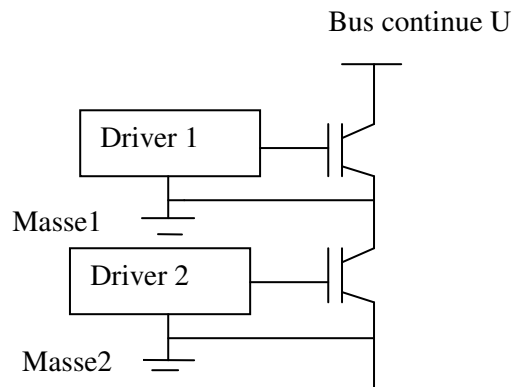 Bus continue U
Driver 1
Masse1
Driver 2
Masse2